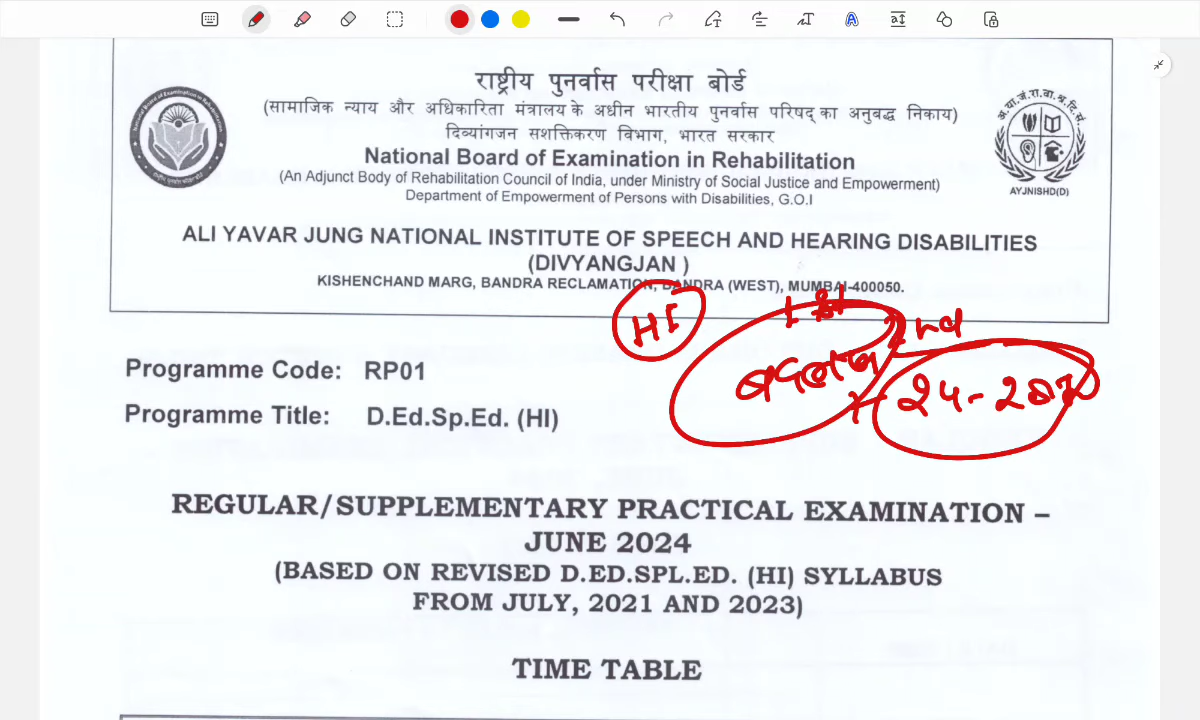 राष्ट्रीय पुनर्वास परीक्षा बोर्ड
(सामाजिक न्याय और अधिकारिता मंत्रालय के अधीन भारतीय पुनर्वास परिषद् का अनुबद्ध निकाय)
दिव्यांगजन सशक्तिकरण विभाग, भारत सरकार
National Board of Examination in Rehabilitation
(An Adjunct Body of Rehabilitation Council of India, under Ministry of Social Justice and Empowerment)
Department of Empowerment of Persons with Disabilities, G.O.I
अ.या.जं.रा.वा.श्र.दि.सं.
AYJNISHD(D)
ALI YAVAR JUNG NATIONAL INSTITUTE OF SPEECH AND HEARING DISABILITIES
(DIVYANGJAN )
KISHENCHAND MARG, BANDRA RECLAMATION, BANDRA (WEST), MUMBAI-400050.
HI
1st
2nd
Programme Code: RP01
Programme Title: D.Ed.Sp.Ed. (HI)
REGULAR/SUPPLEMENTARY PRACTICAL EXAMINATION –
JUNE 2024
(BASED ON REVISED D.ED.SPL.ED. (HI) SYLLABUS
FROM JULY, 2021 AND 2023)
TIME TABLE